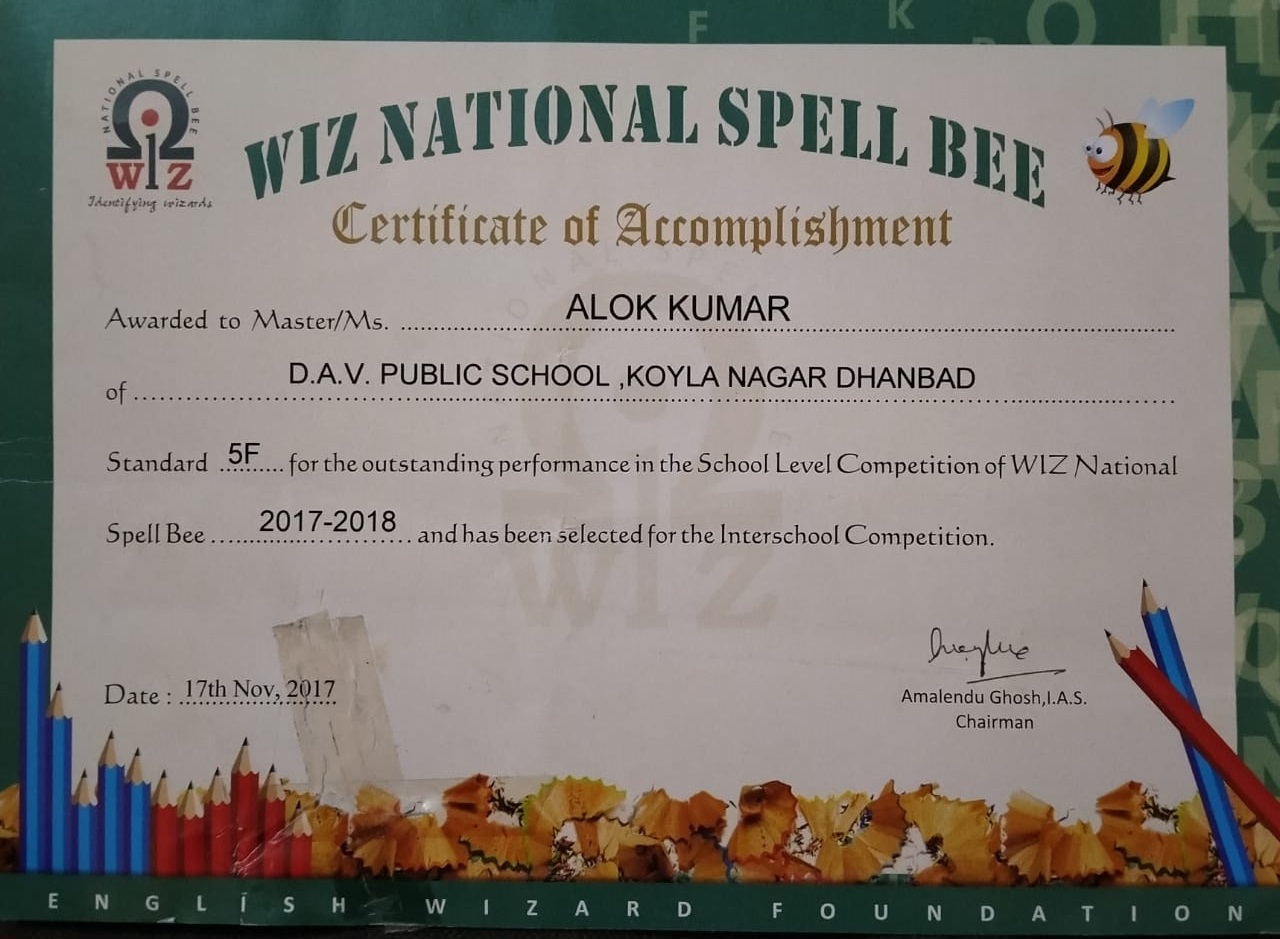 NATIONAL SPELL BEE
WIZ
Identifying wizards
WIZ NATIONAL SPELL BEE
Certificate of Accomplishment
Awarded to Master/Ms. ALOK KUMAR
of D.A.V. PUBLIC SCHOOL ,KOYLA NAGAR DHANBAD
Standard 5F for the outstanding performance in the School Level Competition of WIZ National
Spell Bee 2017-2018 and has been selected for the Interschool Competition.
Date : 17th Nov, 2017
Amalendu Ghosh,I.A.S.
Chairman
ENGLISH WIZARD FOUNDATION